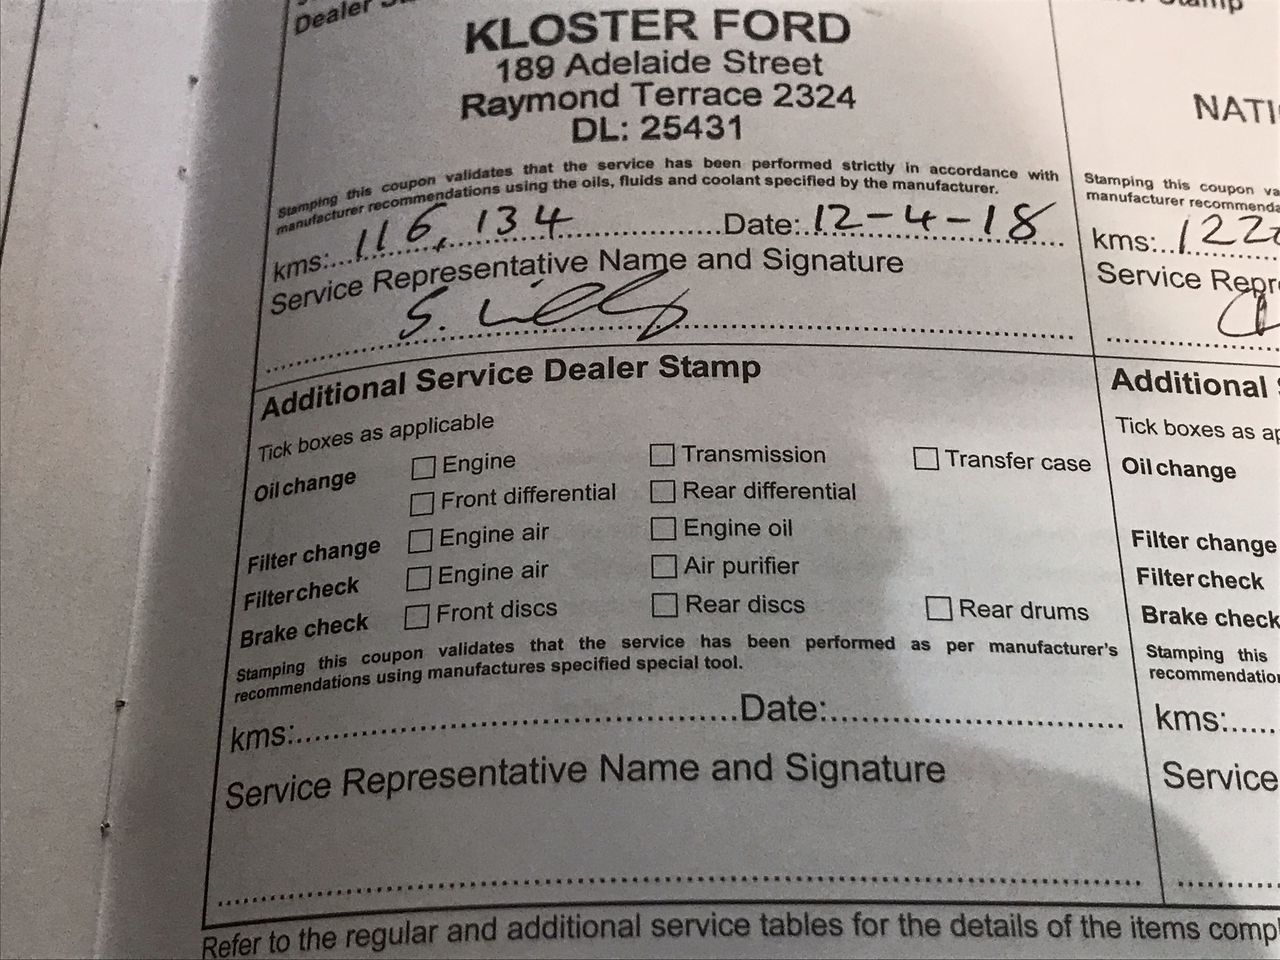 Dealer
KLOSTER FORD
189 Adelaide Street
Raymond Terrace 2324
DL: 25431
Stamping this coupon validates that the service has been performed strictly in accordance with
manufacturer recommendations using the oils, fluids and coolant specified by the manufacturer.
kms:...116,134..................Date:.12-4-18....
Service Representative Name and Signature
S.
Additional Service Dealer Stamp
Tick boxes as applicable
Oil change Engine Transmission Transfer case
Front differential Rear differential
Filter change Engine air Engine oil
Filter check Engine air Air purifier
Brake check Front discs Rear discs Rear drums
Stamping this coupon validates that the service has been performed as per manufacturer's
recommendations using manufactures specified special tool.
kms:..........................................Date:............................
Service Representative Name and Signature
Refer to the regular and additional service tables for the details of the items comp
Stamp
NATI
Stamping this coupon va
manufacturer recommenda
kms:..122
Service Repr
Additional
Tick boxes as ap
Oil change
Filter change
Filter check
Brake check
Stamping this
recommendation
kms:.....
Service